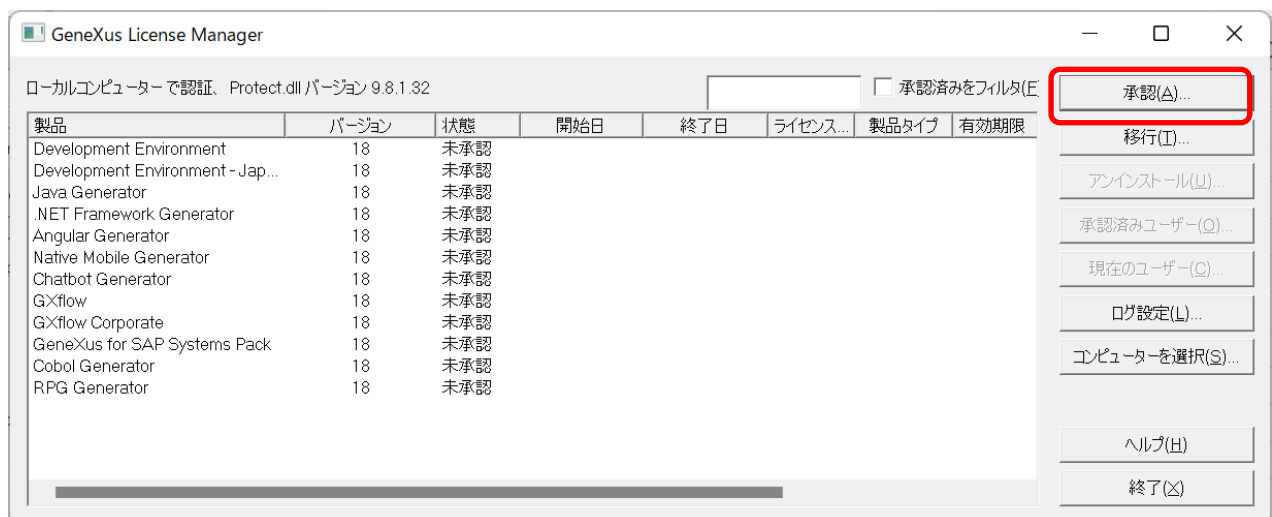 GeneXus License Manager
ローカルコンピューター で認証、 Protect.dll バージョン 9.8.1.32
承認済みをフィルタ(F
承認(A)...
製品 バージョン 状態 開始日 終了日 ライセンス... 製品タイプ 有効期限
移行(T)...
Development Environment 18 未承認
Development Environment - Jap... 18 未承認
アンインストール(U)...
Java Generator 18 未承認
.NET Framework Generator 18 未承認
承認済みユーザー(O)...
Angular Generator 18 未承認
Native Mobile Generator 18 未承認
現在のユーザー(C)...
Chatbot Generator 18 未承認
GXflow 18 未承認
ログ設定(L)...
GXflow Corporate 18 未承認
GeneXus for SAP Systems Pack 18 未承認
コンピューターを選択(S)...
Cobol Generator 18 未承認
RPG Generator 18 未承認
ヘルプ(H)
終了(X)